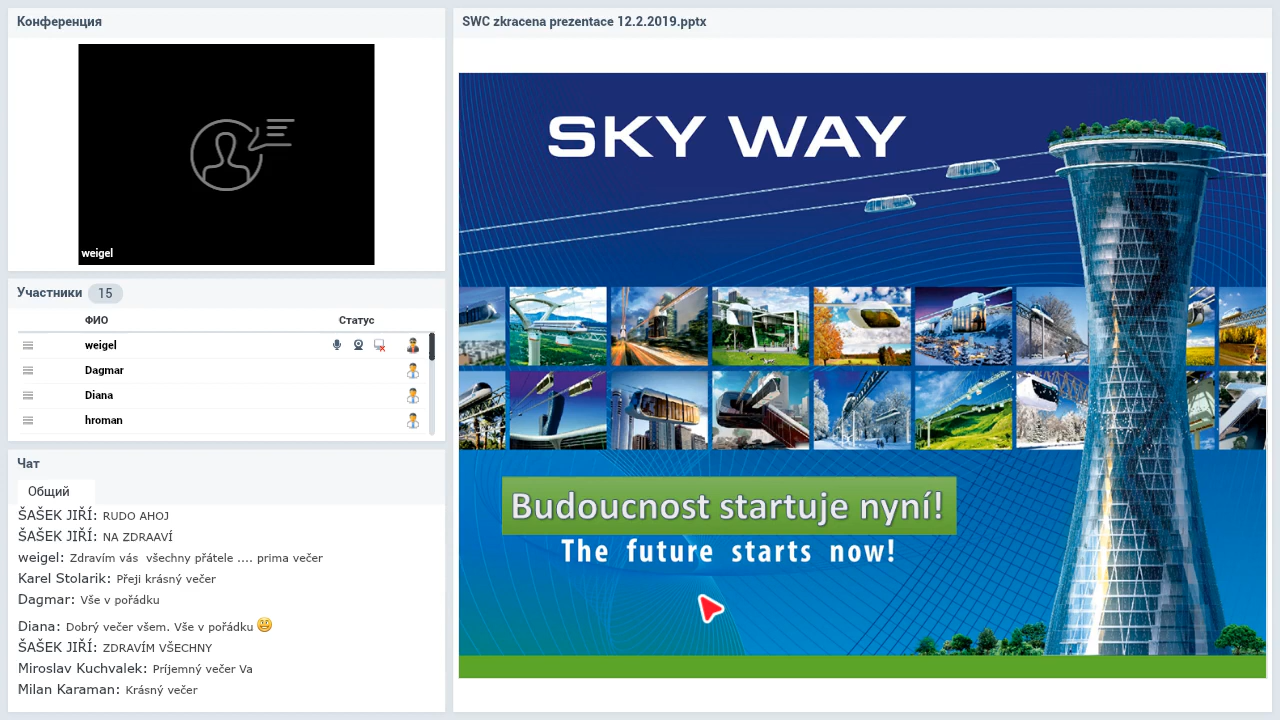 Конференция
weigel
Участники 15
ФИО Статус
weigel
Dagmar
Diana
hroman
Чат
Общий
ŠAŠEK JIŘÍ: RUDO AHOJ
ŠAŠEK JIŘÍ: NA ZDRAAVÍ
weigel: Zdravím vás všechny přátele .... prima večer
Karel Stolarik: Přeji krásný večer
Dagmar: Vše v pořádku
Diana: Dobrý večer všem. Vše v pořádku
ŠAŠEK JIŘÍ: ZDRAVÍM VŠECHNY
Miroslav Kuchvalek: Príjemný večer Va
Milan Karaman: Krásný večer
SWC zkracena prezentace 12.2.2019.pptx
SKY WAY
Budoucnost startuje nyní!
The future starts now!